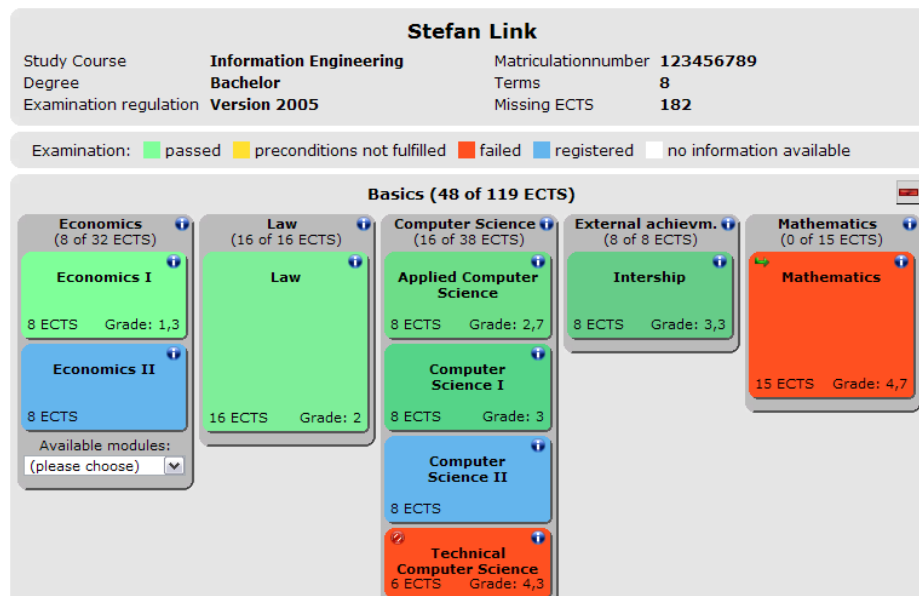 Stefan Link
Study Course Information Engineering Matriculationnumber 123456789
Degree Bachelor Terms 8
Examination regulation Version 2005 Missing ECTS 182
Examination: passed preconditions not fulfilled failed registered no information available
Basics (48 of 119 ECTS)
Economics
(8 of 32 ECTS)
Economics I
8 ECTS Grade: 1,3
Economics II
8 ECTS
Available modules:
(please choose)
Law
(16 of 16 ECTS)
Law
16 ECTS Grade: 2
Computer Science
(16 of 38 ECTS)
Applied Computer
Science
8 ECTS Grade: 2,7
Computer
Science I
8 ECTS Grade: 3
Computer
Science II
8 ECTS
Technical
Computer Science
6 ECTS Grade: 4,3
External achievm.
(8 of 8 ECTS)
Intership
8 ECTS Grade: 3,3
Mathematics
(0 of 15 ECTS)
Mathematics
15 ECTS Grade: 4,7